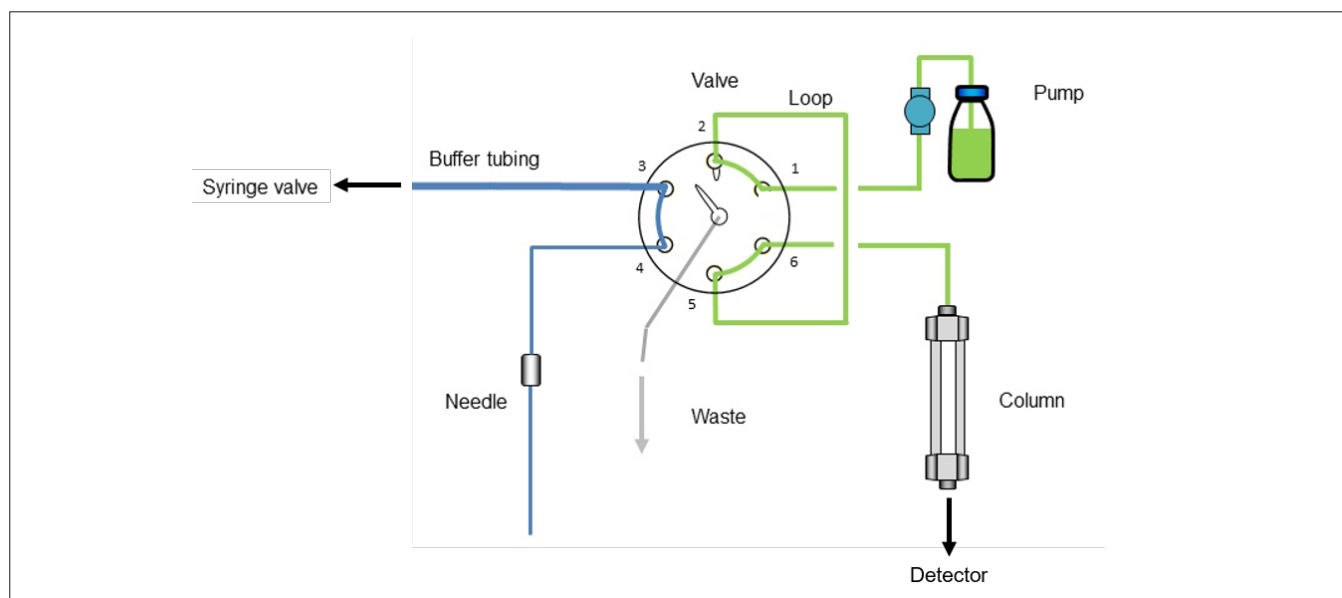 Valve
Loop
Pump
2
Buffer tubing
3
1
Syringe valve
4
6
5
Needle
Waste
Column
Detector